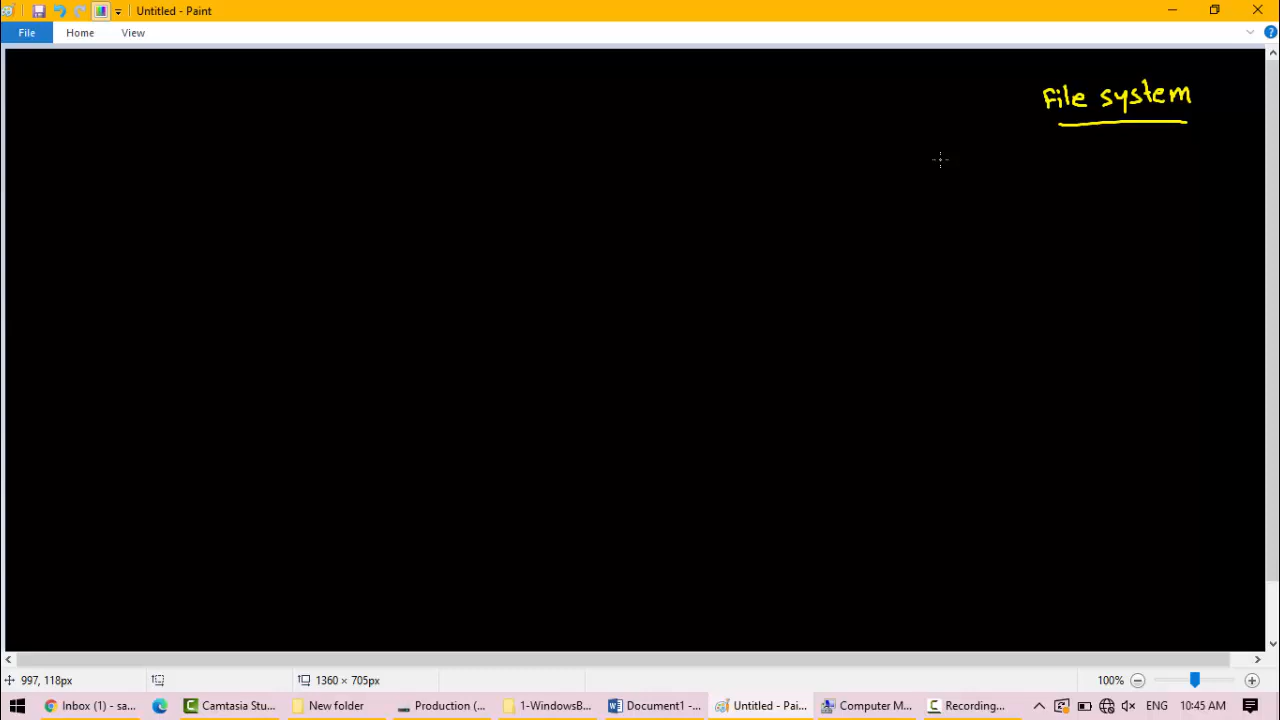 Untitled - Paint
File Home View
File system
997, 118px
1360 × 705px
100%
Inbox (1) - sa...
Camtasia Stu...
New folder
Production (...
1-WindowsB...
Document1 -...
Untitled - Pai...
Computer M...
Recording...
ENG
10:45 AM